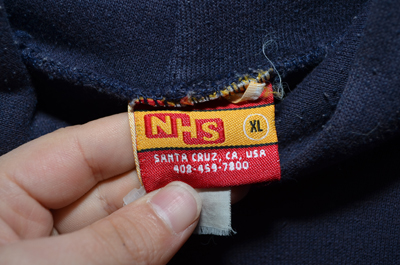 NHS XL
SANTA CRUZ, CA, USA
408-459-7800